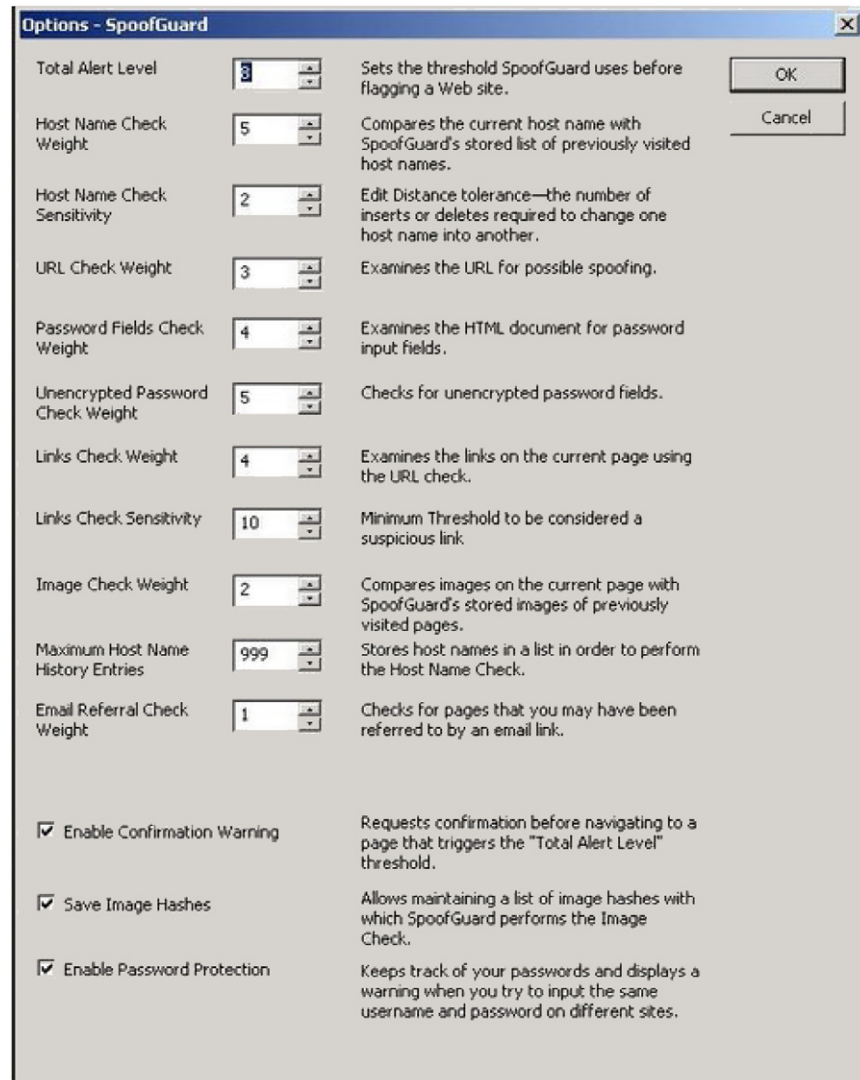 Options - SpoofGuard
Total Alert Level
8
Sets the threshold SpoofGuard uses before
flagging a Web site.
OK
Cancel
Host Name Check
Weight
5
Compares the current host name with
SpoofGuard's stored list of previously visited
host names.
Host Name Check
Sensitivity
2
Edit Distance tolerance—the number of
inserts or deletes required to change one
host name into another.
URL Check Weight
3
Examines the URL for possible spoofing.
Password Fields Check
Weight
4
Examines the HTML document for password
input fields.
Unencrypted Password
Check Weight
5
Checks for unencrypted password fields.
Links Check Weight
4
Examines the links on the current page using
the URL check.
Links Check Sensitivity
10
Minimum Threshold to be considered a
suspicious link
Image Check Weight
2
Compares images on the current page with
SpoofGuard's stored images of previously
visited pages.
Maximum Host Name
History Entries
999
Stores host names in a list in order to perform
the Host Name Check.
Email Referral Check
Weight
1
Checks for pages that you may have been
referred to by an email link.
Enable Confirmation Warning
Requests confirmation before navigating to a
page that triggers the "Total Alert Level"
threshold.
Save Image Hashes
Allows maintaining a list of image hashes with
which SpoofGuard performs the Image
Check.
Enable Password Protection
Keeps track of your passwords and displays a
warning when you try to input the same
username and password on different sites.